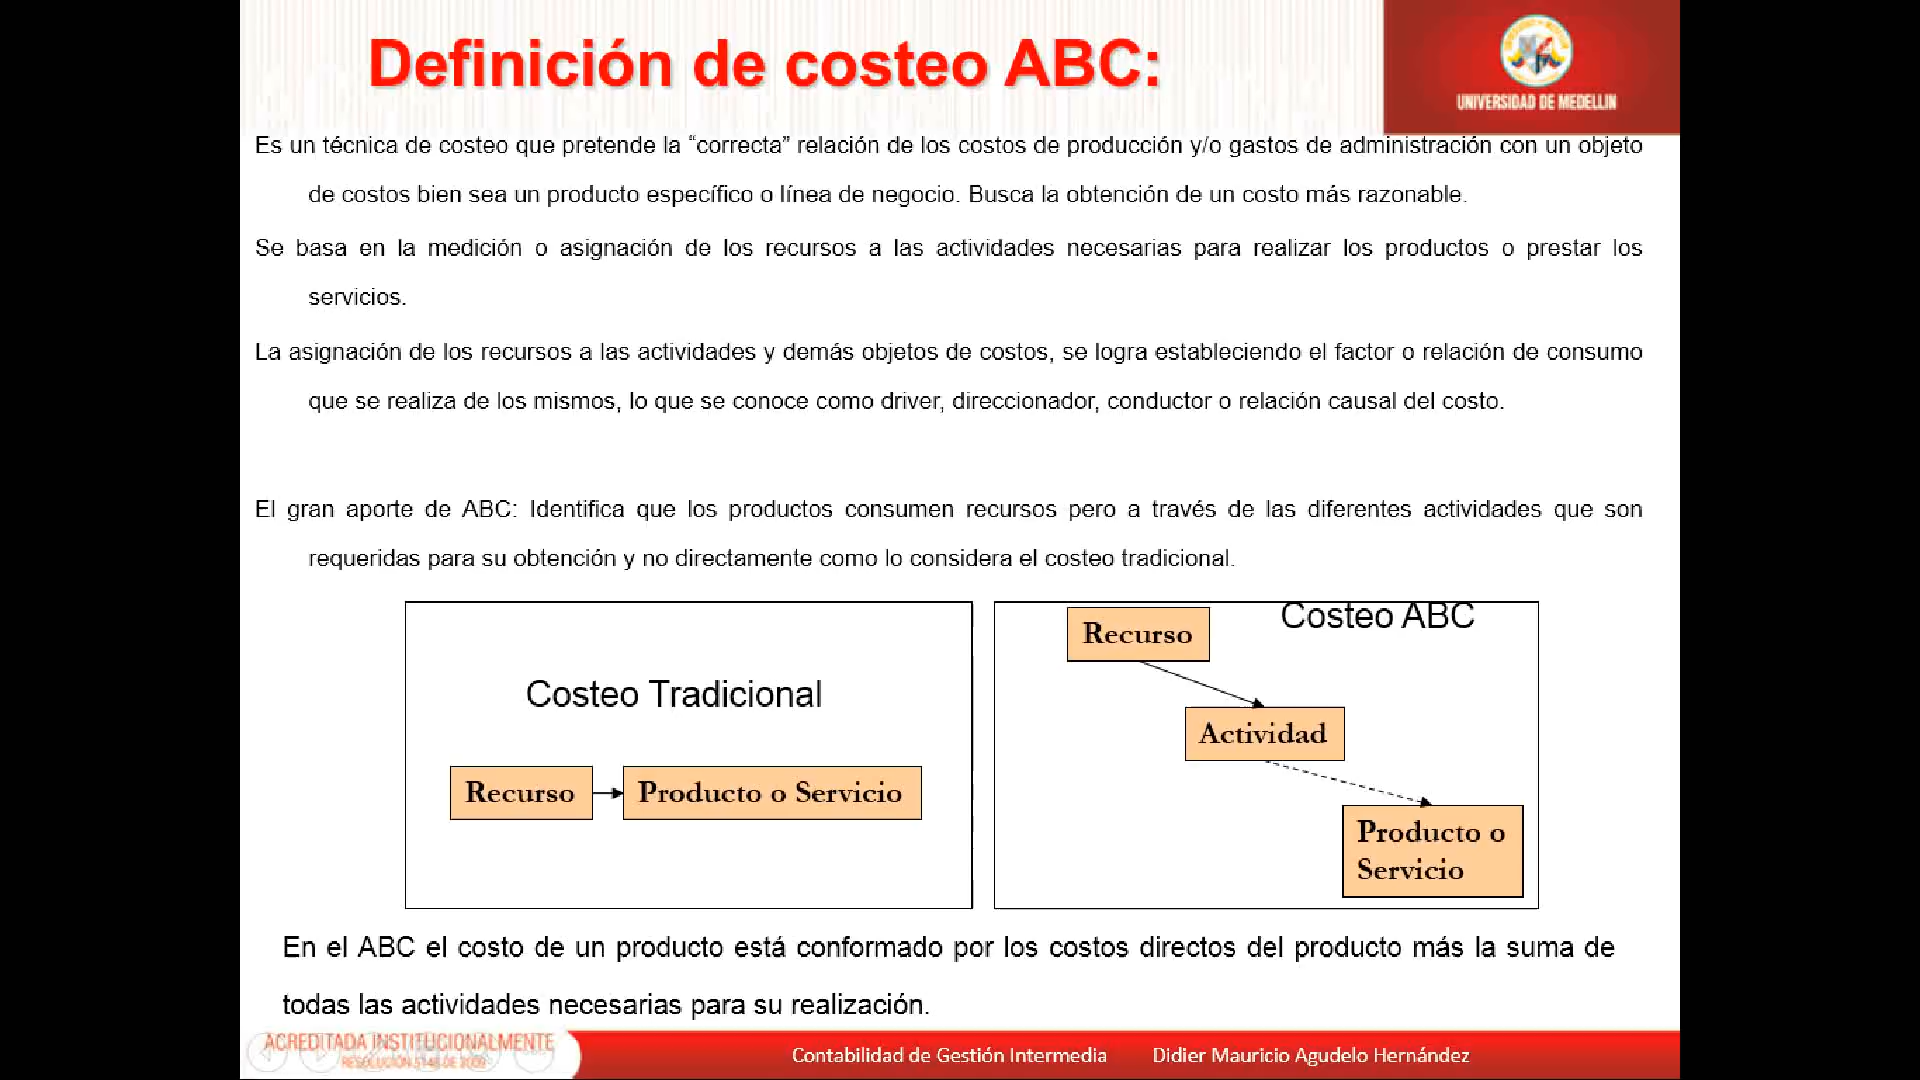 Definición de costeo ABC:
UNIVERSIDAD DE MEDELLIN
Es un técnica de costeo que pretende la “correcta” relación de los costos de producción y/o gastos de administración con un objeto
de costos bien sea un producto específico o línea de negocio. Busca la obtención de un costo más razonable.
Se basa en la medición o asignación de los recursos a las actividades necesarias para realizar los productos o prestar los
servicios.
La asignación de los recursos a las actividades y demás objetos de costos, se logra estableciendo el factor o relación de consumo
que se realiza de los mismos, lo que se conoce como driver, direccionador, conductor o relación causal del costo.
El gran aporte de ABC: Identifica que los productos consumen recursos pero a través de las diferentes actividades que son
requeridas para su obtención y no directamente como lo considera el costeo tradicional.
Costeo Tradicional
Recurso
Producto o Servicio
Costeo ABC
Recurso
Actividad
Producto o
Servicio
En el ABC el costo de un producto está conformado por los costos directos del producto más la suma de
todas las actividades necesarias para su realización.
ACREDITADA INSTITUCIONALMENTE
Contabilidad de Gestión Intermedia Didier Mauricio Agudelo Hernández